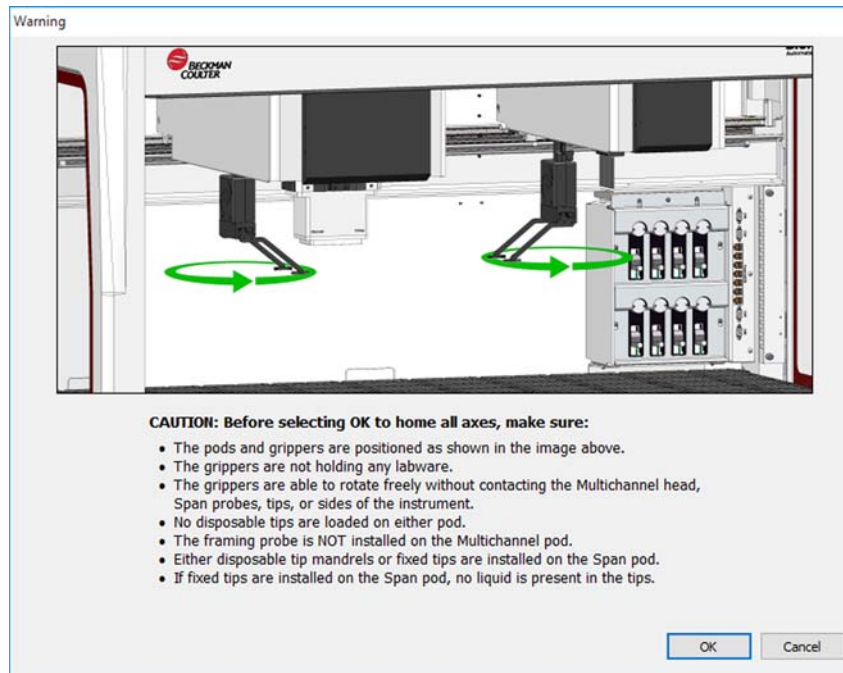 Warning
BECKMAN
COULTER
CAUTION: Before selecting OK to home all axes, make sure:
• The pods and grippers are positioned as shown in the image above.
• The grippers are not holding any labware.
• The grippers are able to rotate freely without contacting the Multichannel head,
Span probes, tips, or sides of the instrument.
• No disposable tips are loaded on either pod.
• The framing probe is NOT installed on the Multichannel pod.
• Either disposable tip mandrels or fixed tips are installed on the Span pod.
• If fixed tips are installed on the Span pod, no liquid is present in the tips.
OK
Cancel